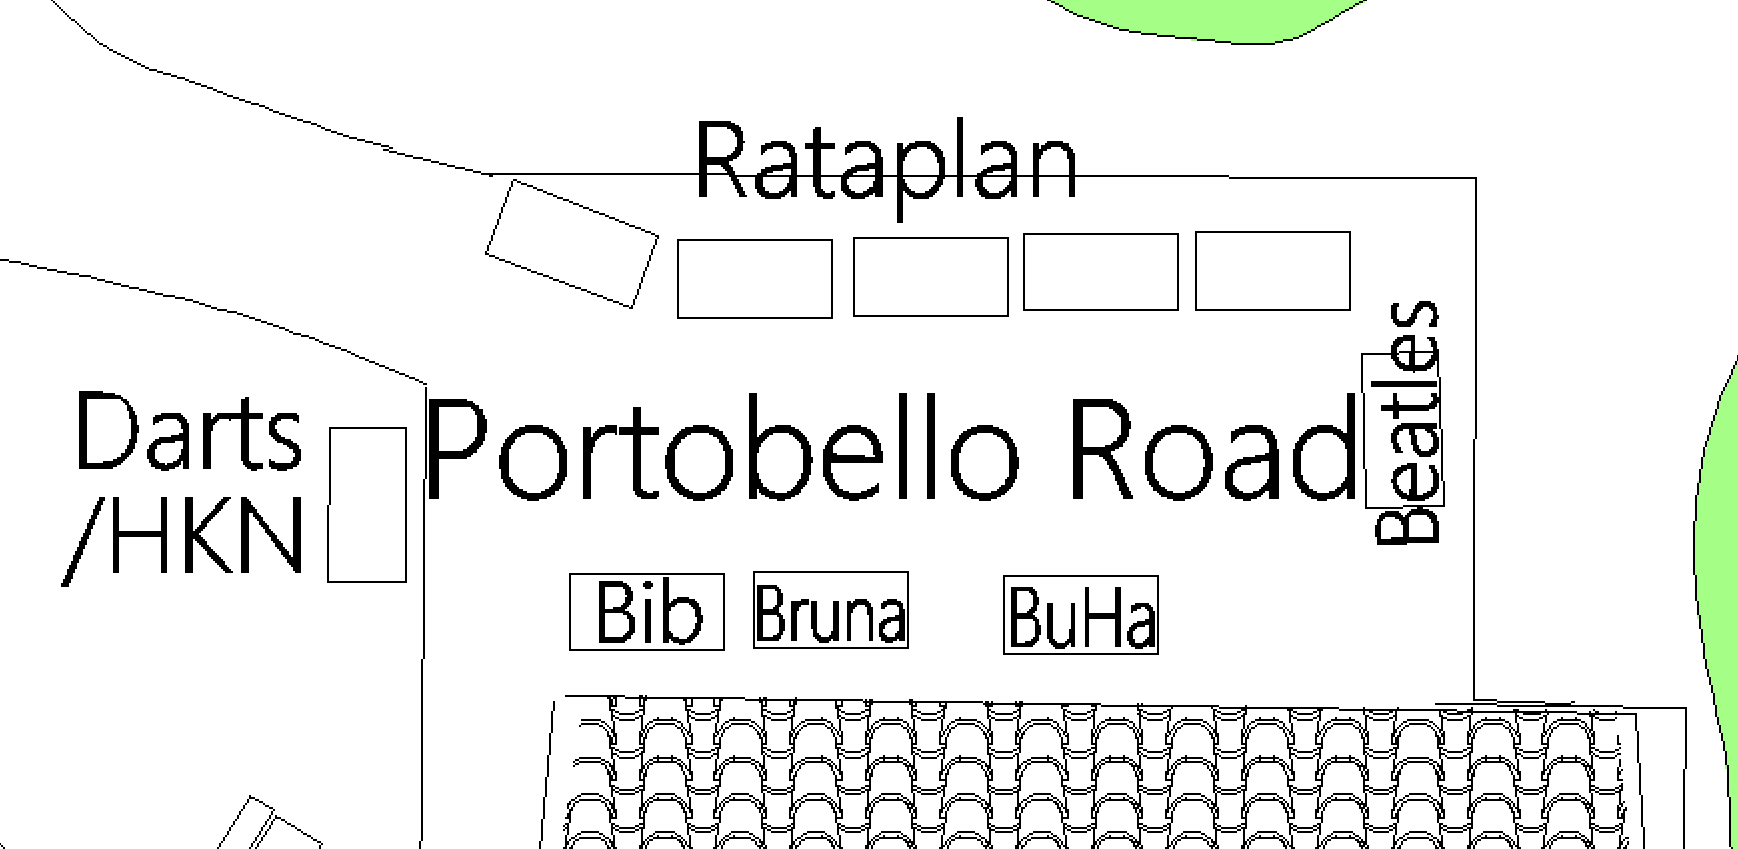 Rataplan
Beatles
Darts
/HKN
Portobello Road
Bib
Bruna
BuHa